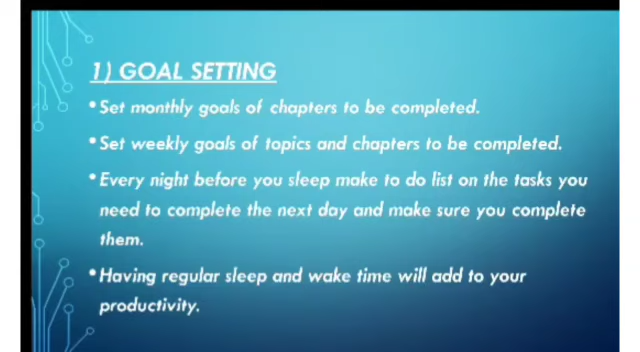 1) GOAL SETTING
• Set monthly goals of chapters to be completed.
• Set weekly goals of topics and chapters to be completed.
• Every night before you sleep make to do list on the tasks you
need to complete the next day and make sure you complete
them.
• Having regular sleep and wake time will add to your
productivity.